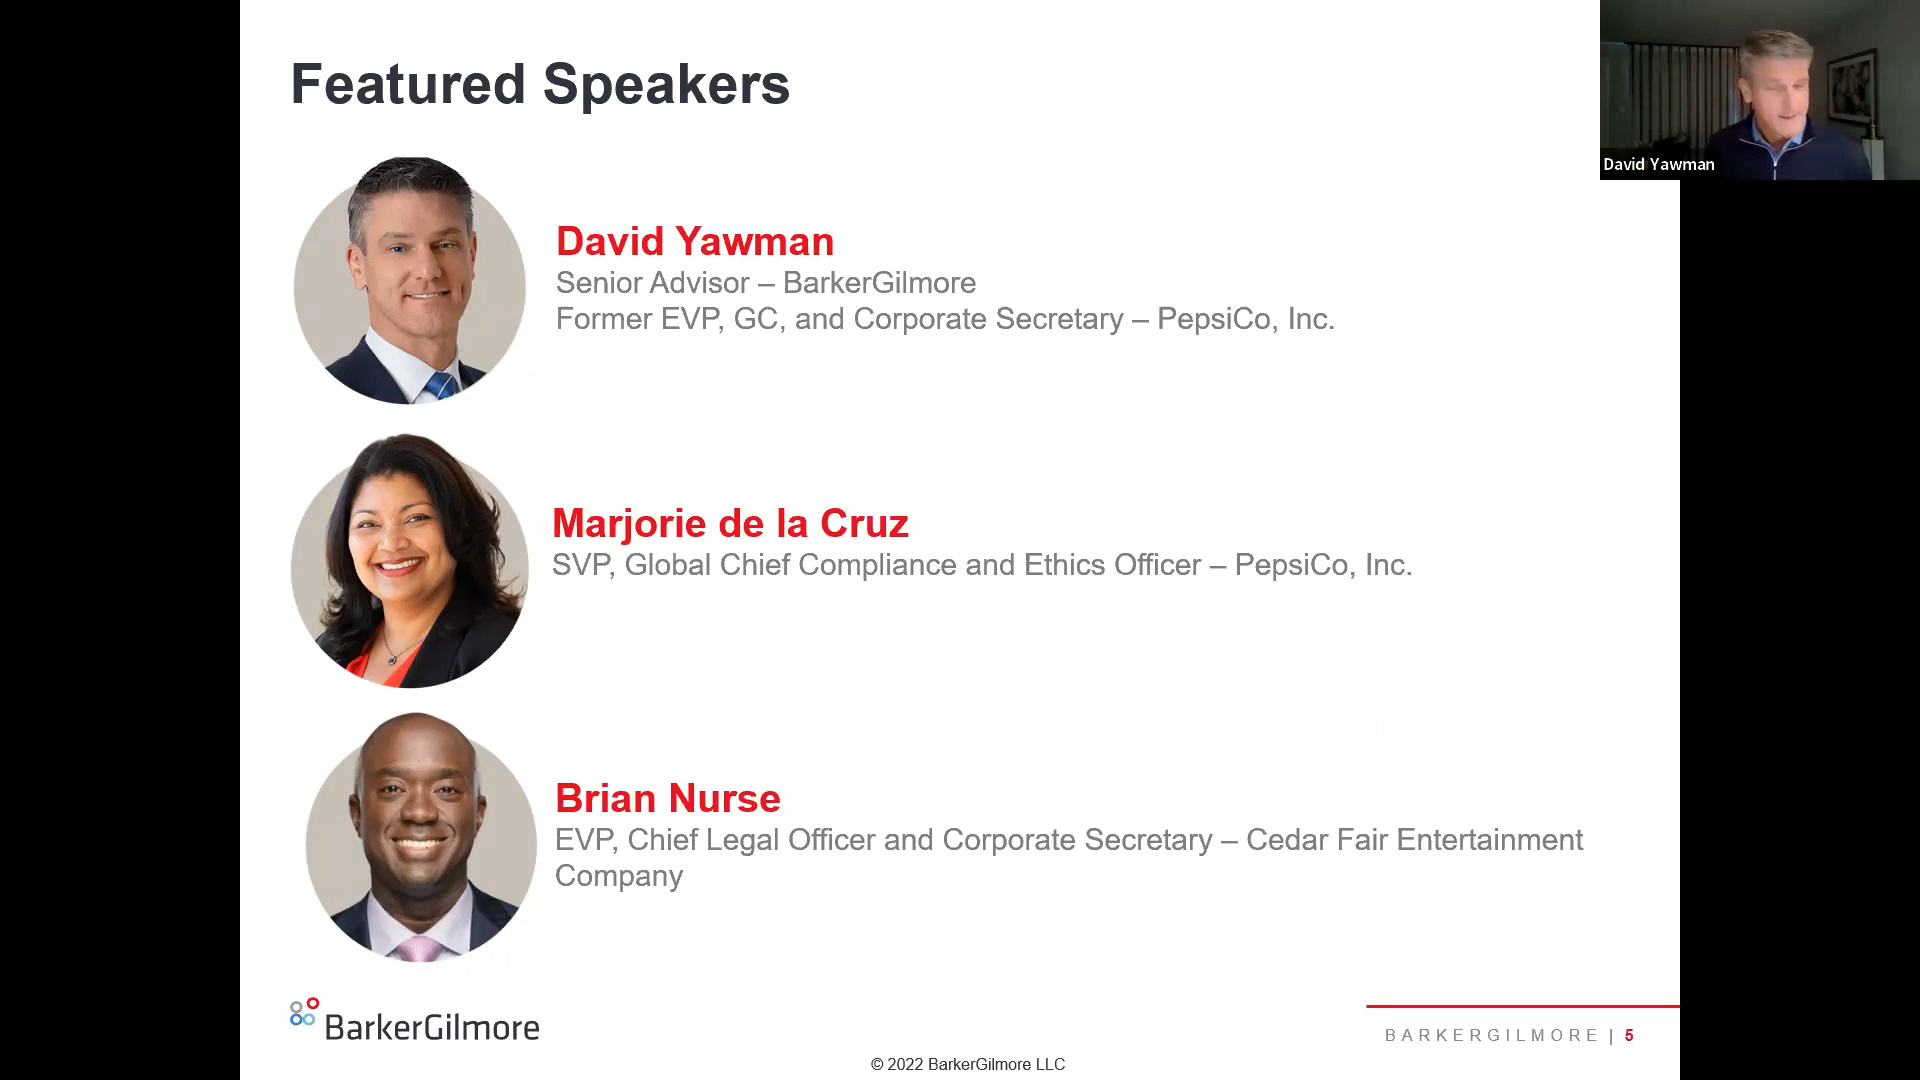 Featured Speakers
David Yawman
David Yawman
Senior Advisor – BarkerGilmore
Former EVP, GC, and Corporate Secretary – PepsiCo, Inc.
Marjorie de la Cruz
SVP, Global Chief Compliance and Ethics Officer – PepsiCo, Inc.
Brian Nurse
EVP, Chief Legal Officer and Corporate Secretary – Cedar Fair Entertainment
Company
BarkerGilmore
BARKERGILMORE | 5
© 2022 BarkerGilmore LLC